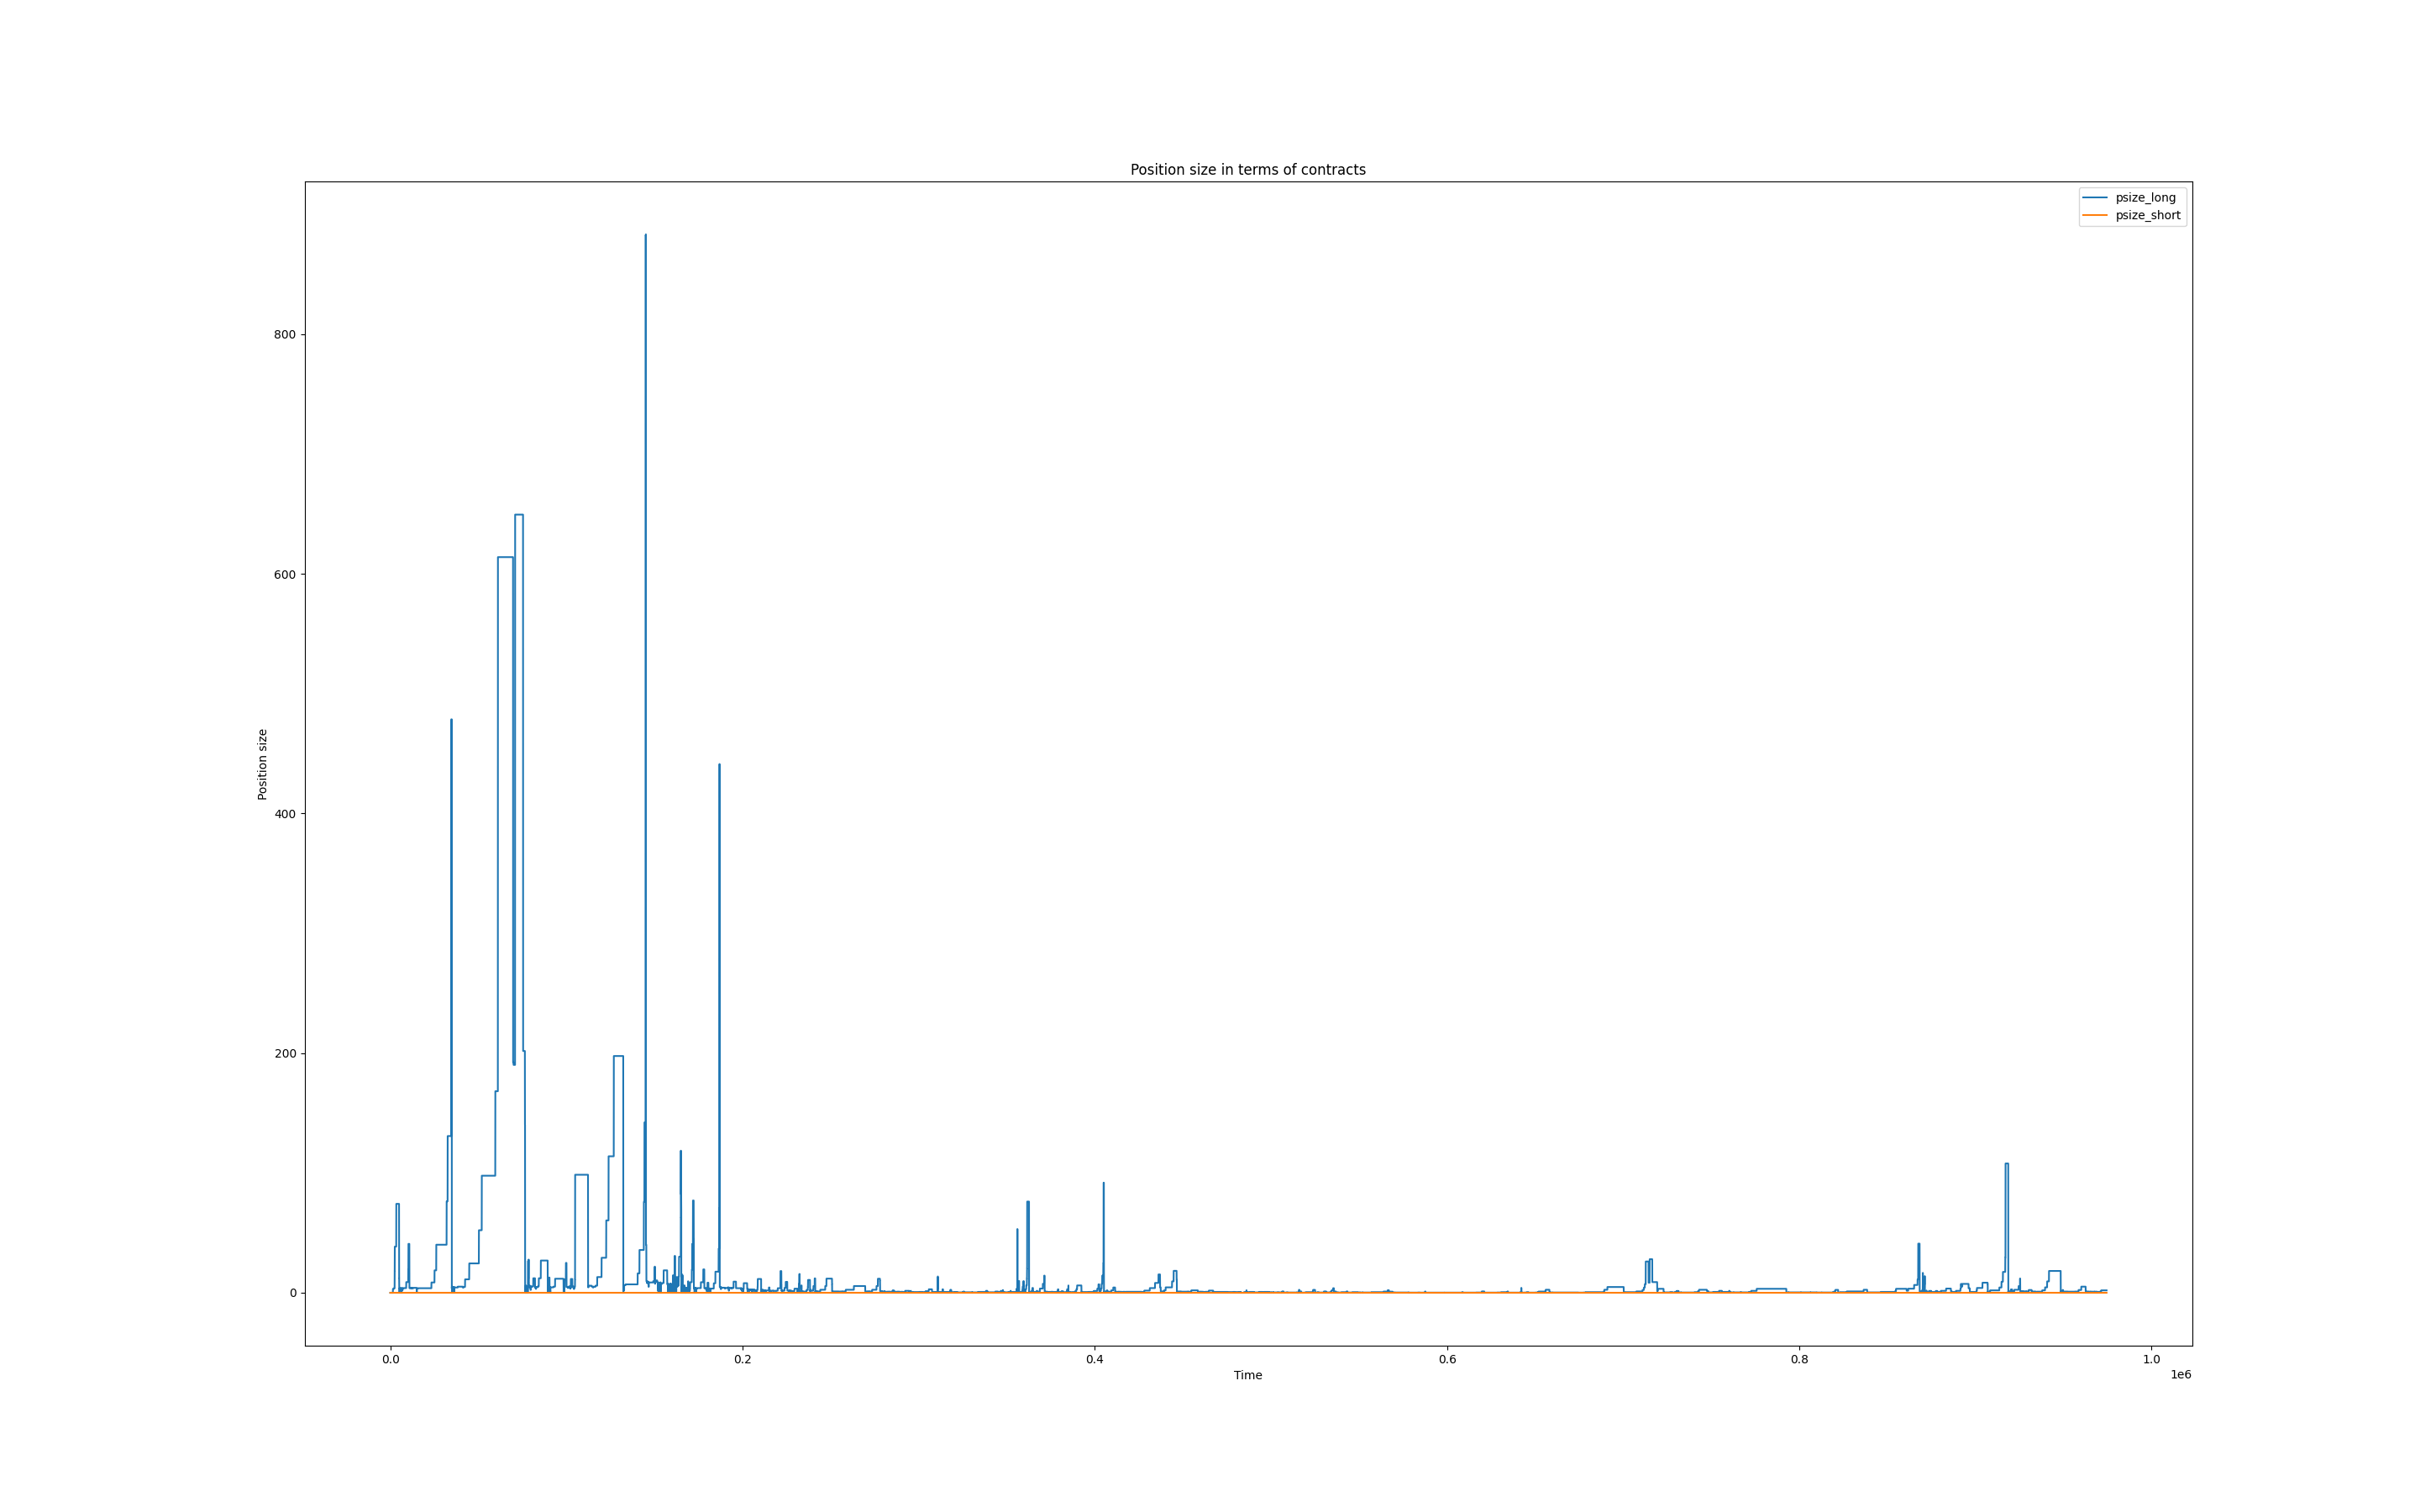 Position size in terms of contracts
psize_long
psize_short
800
600
400
200
0
Position size
0.0 0.2 0.4 0.6 0.8 1.0
Time
1e6